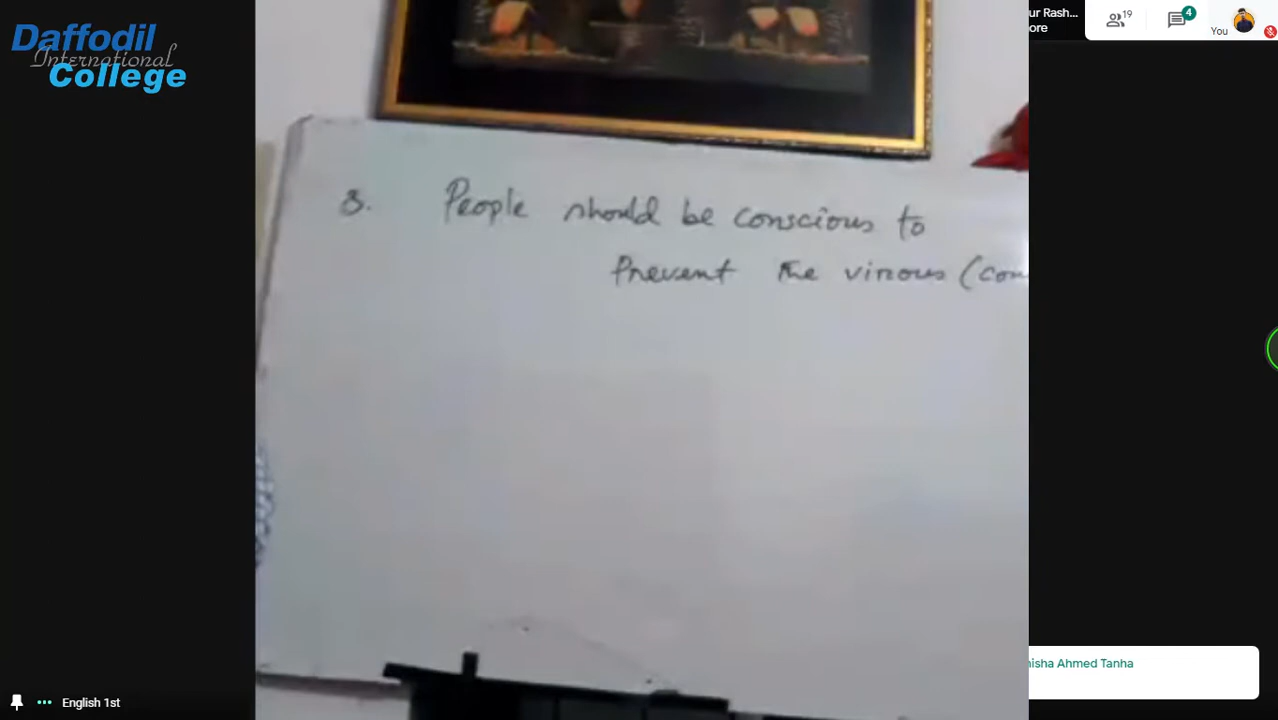 Daffodil
International
College
ur Rash...
ore
19
4
You
3. People should be conscious to
Prevent the virous (con
nisha Ahmed Tanha
English 1st